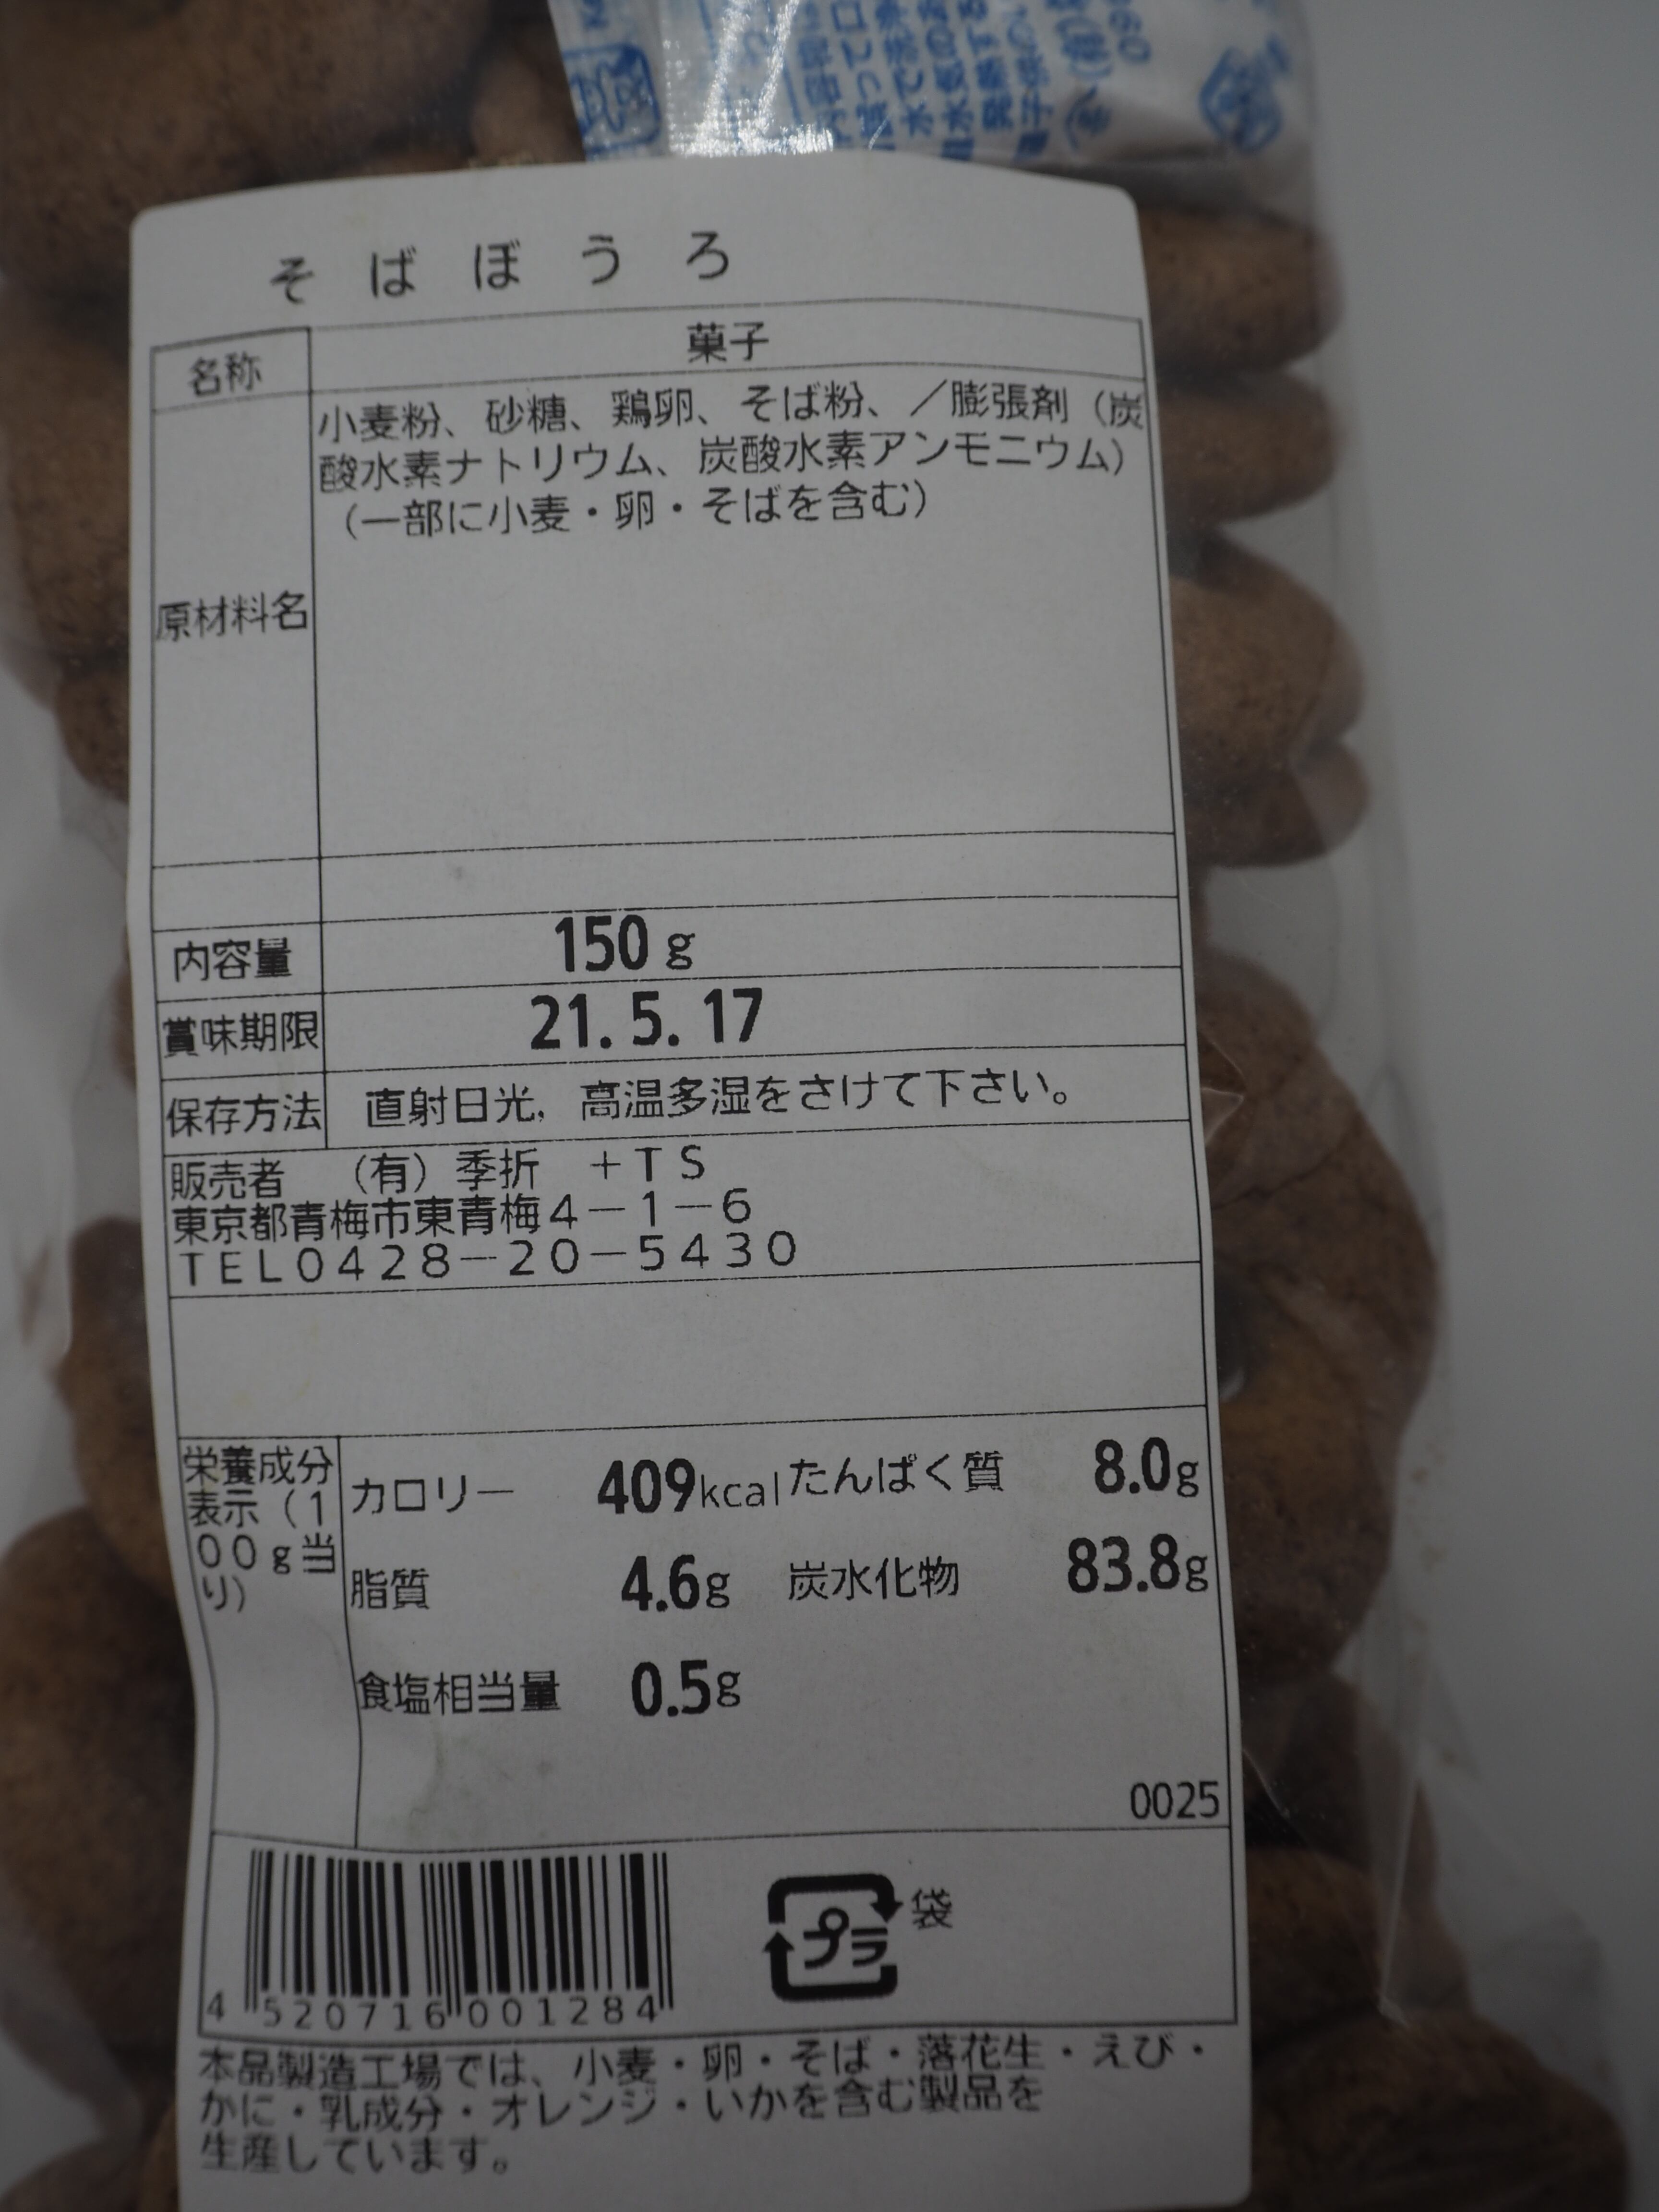 そばぼうろ
名称 菓子
原材料名 小麦粉、砂糖、鶏卵、そば粉、／膨張剤（炭
酸水素ナトリウム、炭酸水素アンモニウム）
（一部に小麦・卵・そばを含む）
内容量 150g
賞味期限 21.5.17
保存方法 直射日光，高温多湿をさけて下さい。
販売者 （有）季折 ＋ＴＳ
東京都青梅市東青梅４－１－６
ＴＥＬ０４２８－２０－５４３０
栄養成分
表示（１
００ｇ当
り）
カロリー 409kcal たんぱく質 8.0g
脂質 4.6g 炭水化物 83.8g
食塩相当量 0.5g
0025
プラ 袋
4 520716 001284
本品製造工場では、小麦・卵・そば・落花生・えび・
かに・乳成分・オレンジ・いかを含む製品を
生産しています。